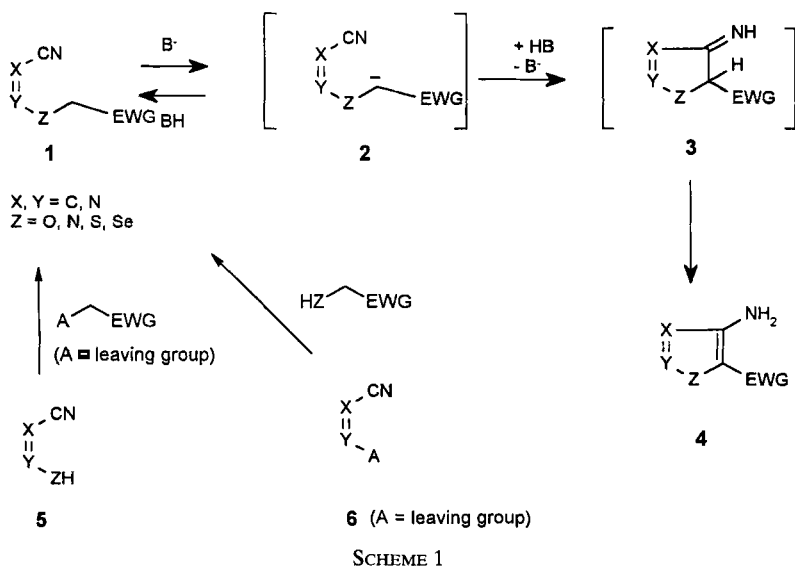 CN
X
Y
Z
EWG
1
B-
BH
CN
X
Y
Z
–
EWG
2
+ HB
- B-
NH
X
Y
Z
H
EWG
3
X, Y = C, N
Z = O, N, S, Se
A
EWG
(A = leaving group)
HZ
EWG
CN
X
Y
ZH
5
CN
X
Y
A
6 (A = leaving group)
NH2
X
Y
Z
EWG
4
SCHEME 1